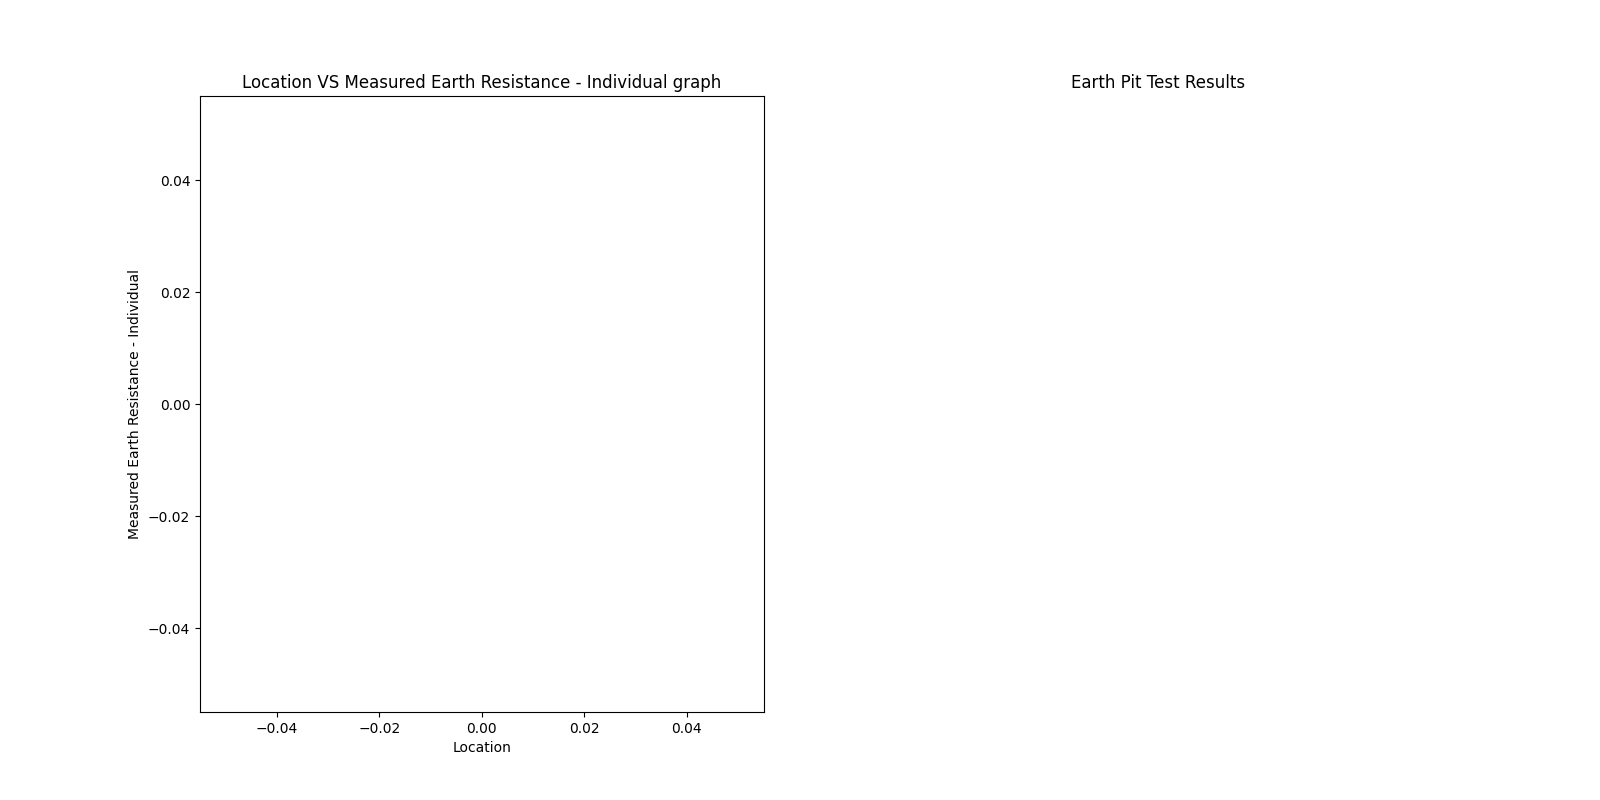 Location VS Measured Earth Resistance - Individual graph
Earth Pit Test Results
Measured Earth Resistance - Individual
0.04
0.02
0.00
−0.02
−0.04
−0.04
−0.02
0.00
0.02
0.04
Location